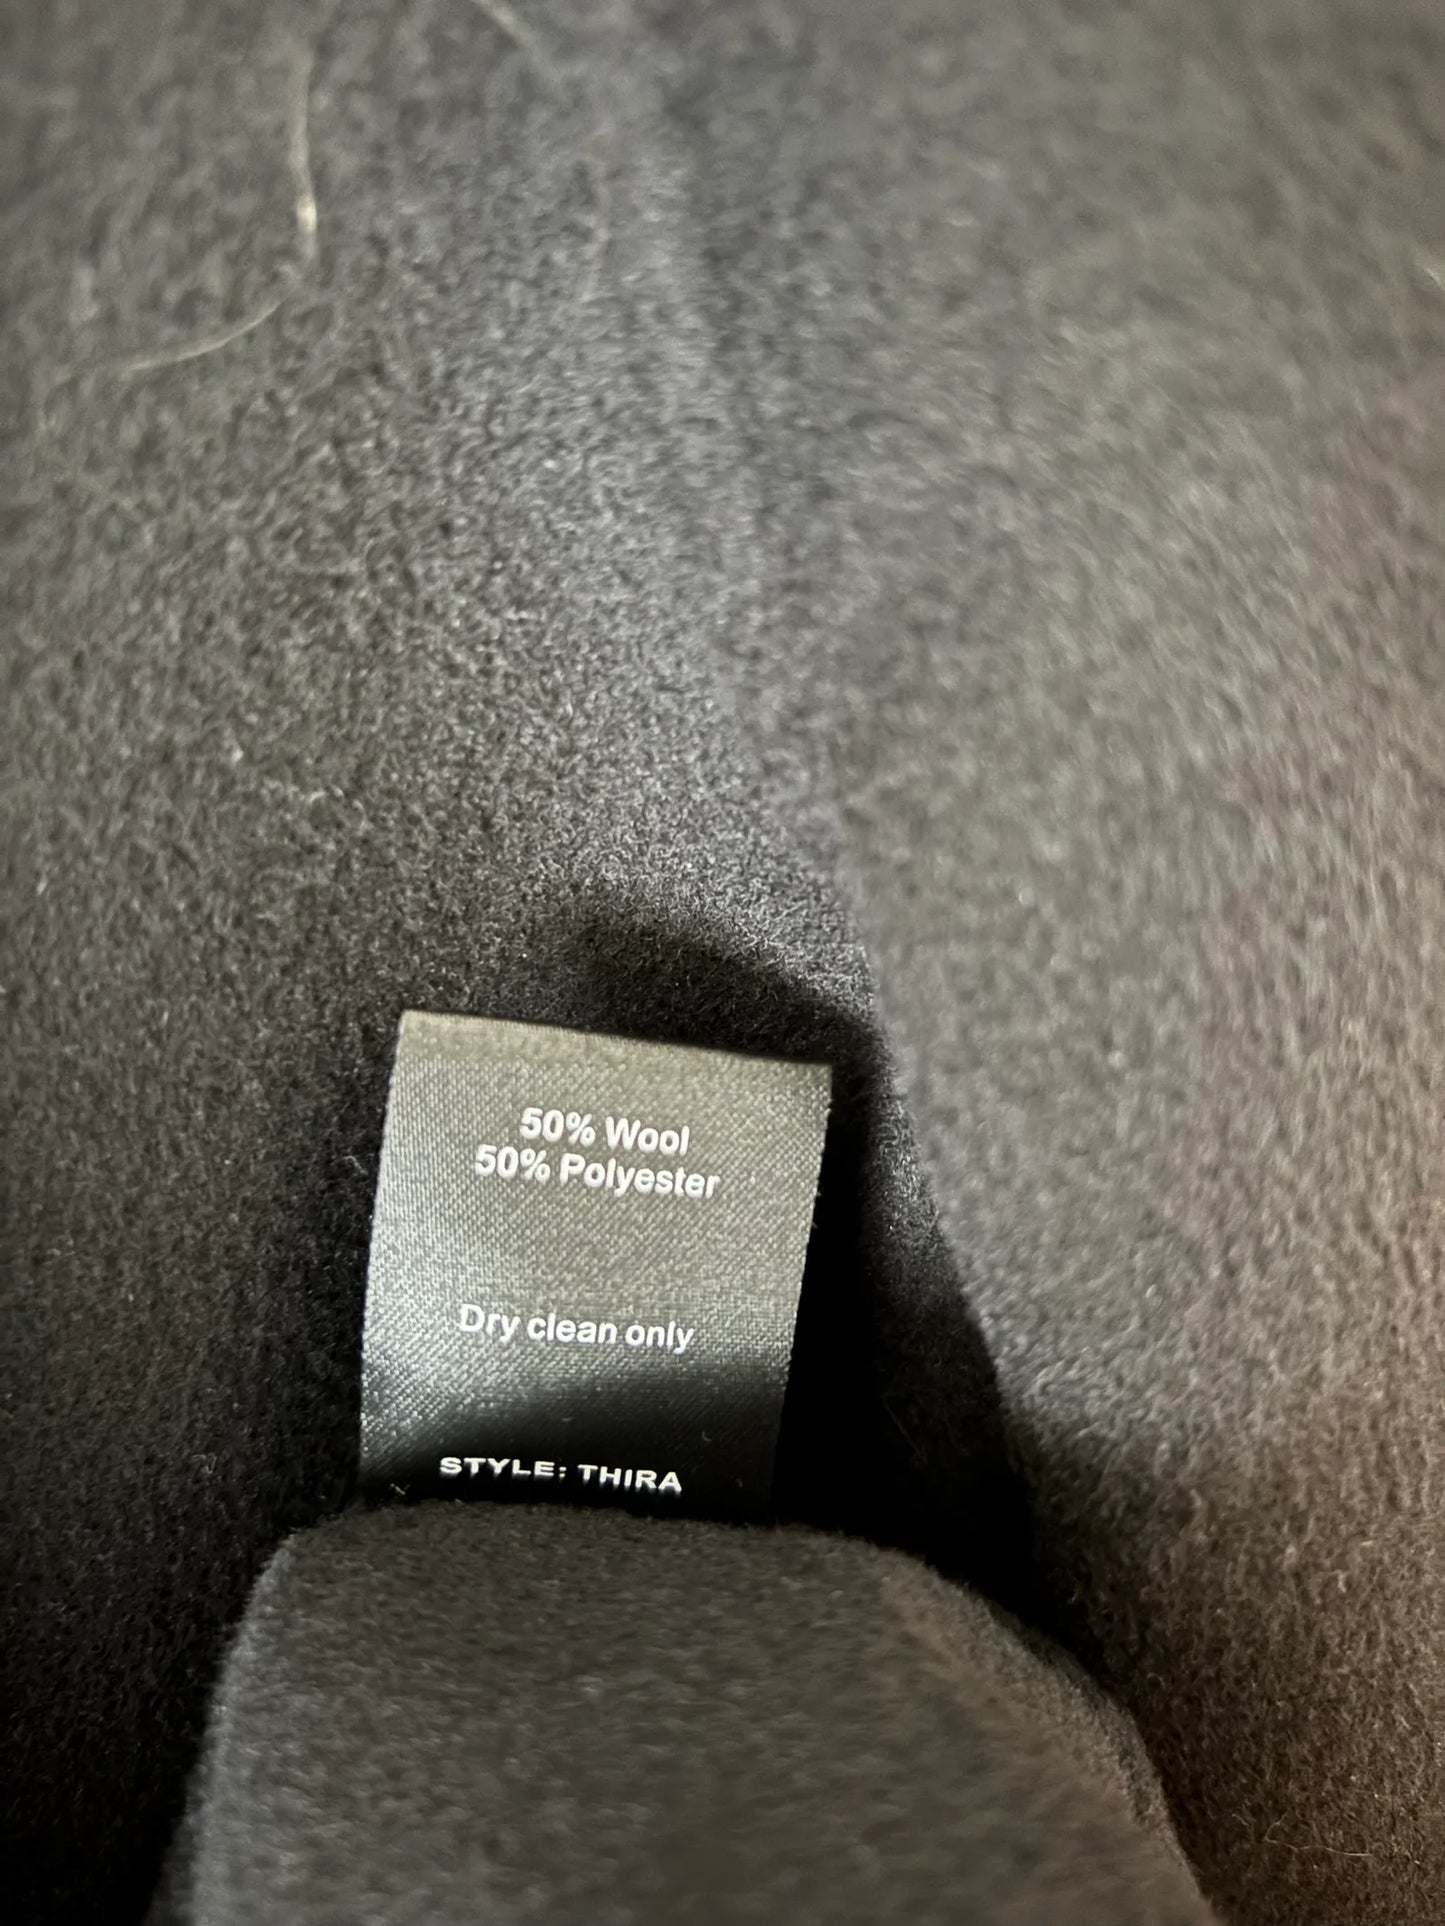 50% Wool
50% Polyester
Dry clean only
STYLE: THIRA